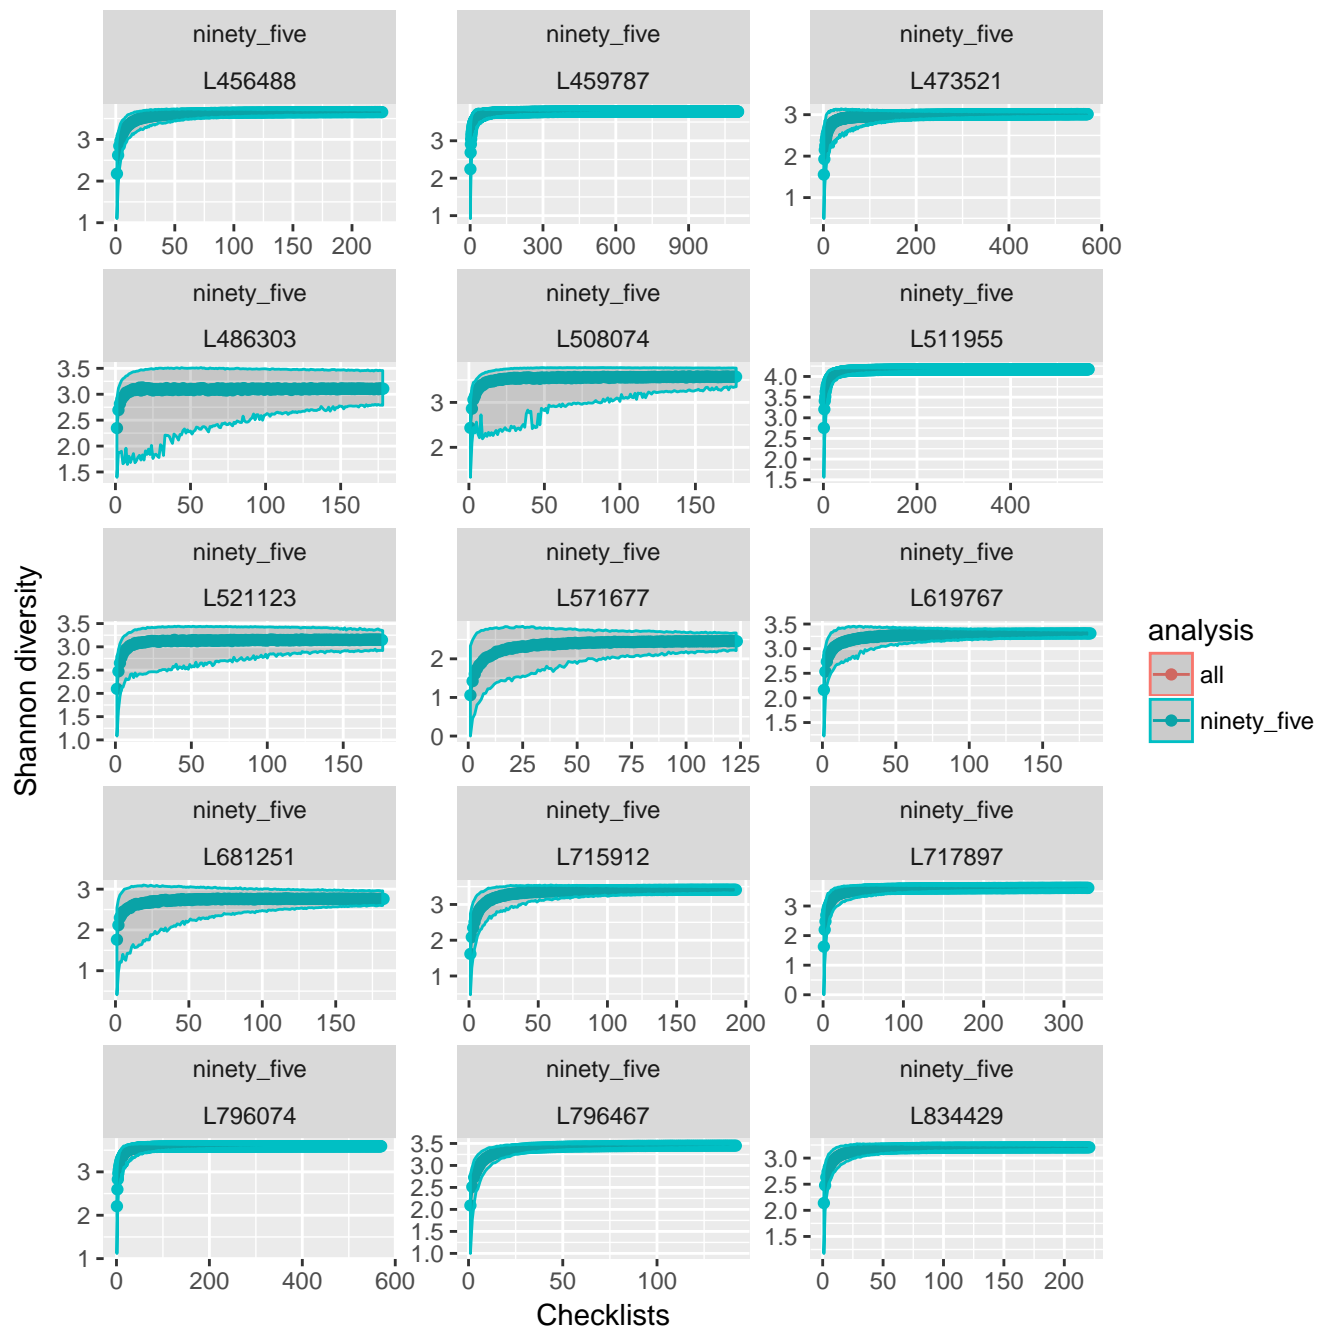 ninety_five
L456488
3
2
1
0 50 100 150 200
ninety_five
L459787
3
2
1
0 300 600 900
ninety_five
L473521
3
2
1
0 200 400 600
ninety_five
L486303
3.5
3.0
2.5
2.0
1.5
0 50 100 150
ninety_five
L508074
3
2
0 50 100 150
ninety_five
L511955
4.0
3.5
3.0
2.5
2.0
1.5
0 200 400
ninety_five
L521123
3.5
3.0
2.5
2.0
1.5
1.0
0 50 100 150
ninety_five
L571677
2
1
0
0 25 50 75 100 125
ninety_five
L619767
3.5
3.0
2.5
2.0
1.5
0 50 100 150
ninety_five
L681251
3
2
1
0 50 100 150
ninety_five
L715912
3
2
1
0 50 100 150 200
ninety_five
L717897
3
2
1
0
0 100 200 300
ninety_five
L796074
3
2
1
0 200 400 600
ninety_five
L796467
3.5
3.0
2.5
2.0
1.5
1.0
0 50 100
ninety_five
L834429
3.0
2.5
2.0
1.5
0 50 100 150 200
Shannon diversity
Checklists
analysis
all
ninety_five